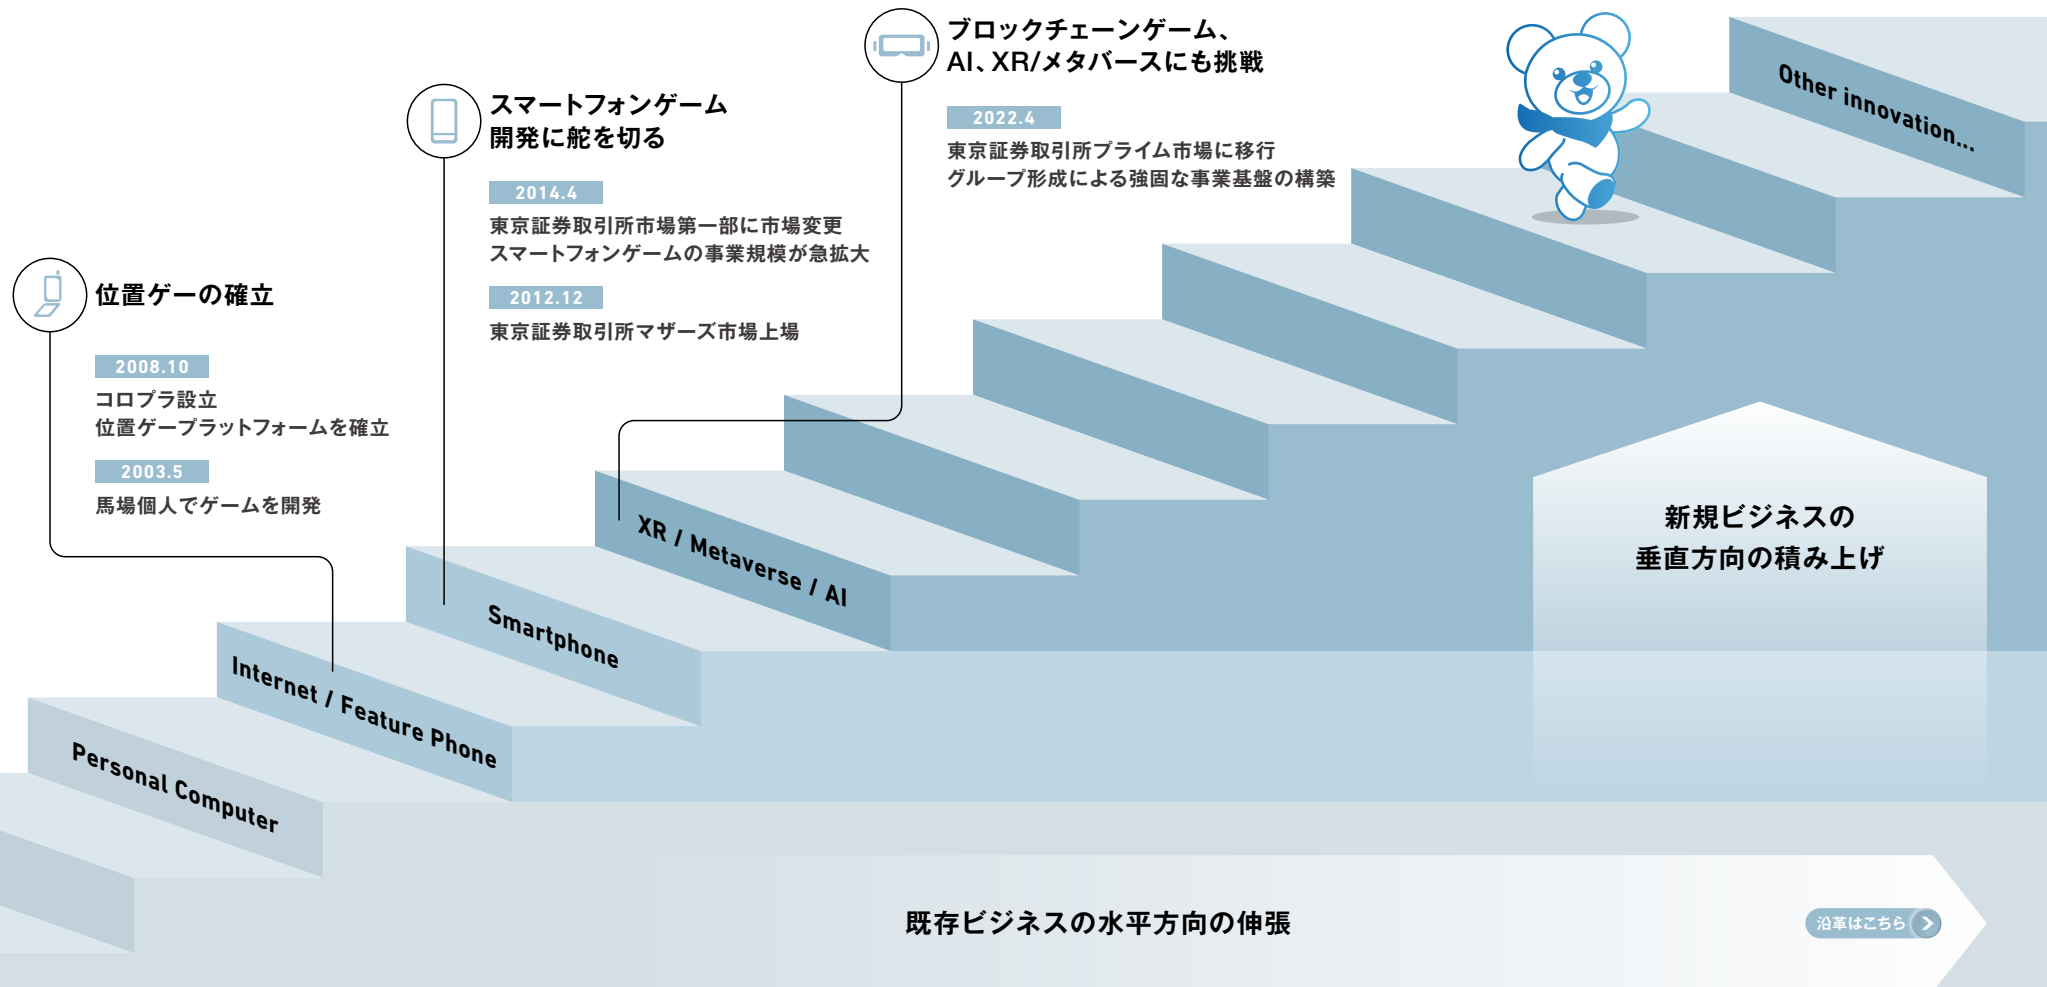 位置ゲーの確立
2008.10
コロプラ設立
位置ゲープラットフォームを確立
2003.5
馬場個人でゲームを開発
スマートフォンゲーム
開発に舵を切る
2014.4
東京証券取引所市場第一部に市場変更
スマートフォンゲームの事業規模が急拡大
2012.12
東京証券取引所マザーズ市場上場
ブロックチェーンゲーム、
AI、XR/メタバースにも挑戦
2022.4
東京証券取引所プライム市場に移行
グループ形成による強固な事業基盤の構築
Other innovation...
XR / Metaverse / AI
Smartphone
Internet / Feature Phone
Personal Computer
新規ビジネスの
垂直方向の積み上げ
既存ビジネスの水平方向の伸張
沿革はこちら